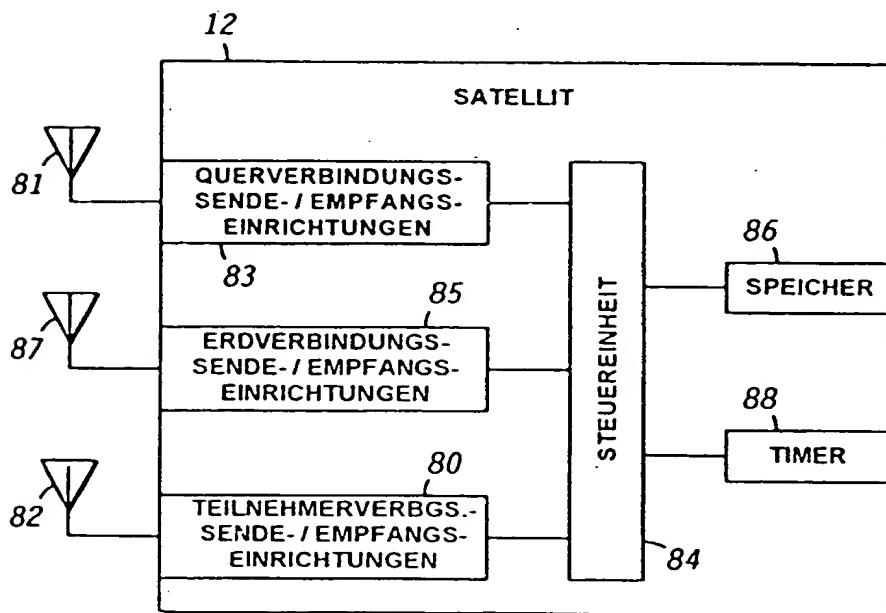 12
SATELLIT
81
QUERVERBINDUNGS-
SENDE- / EMPFANGS-
EINRICHTUNGEN
83
86
SPEICHER
87
85
ERDVERBINDUNGS-
SENDE- / EMPFANGS-
EINRICHTUNGEN
STEUEREINHEIT
88
TIMER
82
80
TEILNEHMERVERBGS.-
SENDE- / EMPFANGS-
EINRICHTUNGEN
84